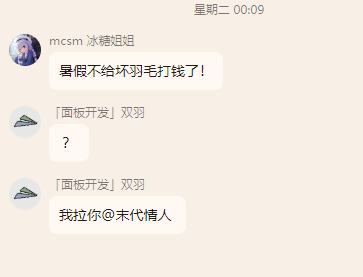 星期二 00:09
mcsm 冰糖姐姐
暑假不给坏羽毛打钱了！
「面板开发」双羽
？
「面板开发」双羽
我拉你@末代情人